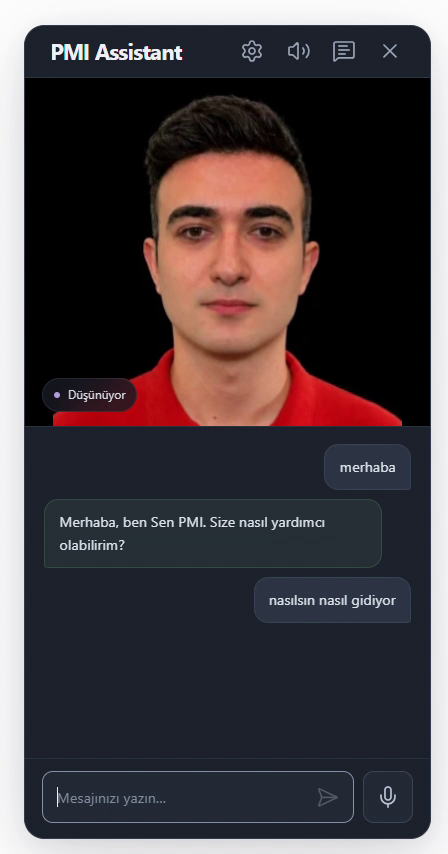 PMI Assistant
Düşünüyor
merhaba
Merhaba, ben Sen PMI. Size nasıl yardımcı
olabilirim?
nasılsın nasıl gidiyor
Mesajınızı yazın...